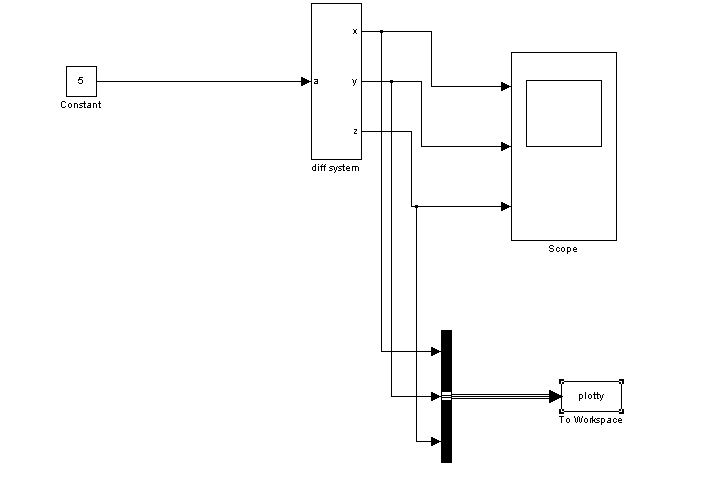 x
5
a
y
Constant
z
diff system
Scope
plotty
To Workspace